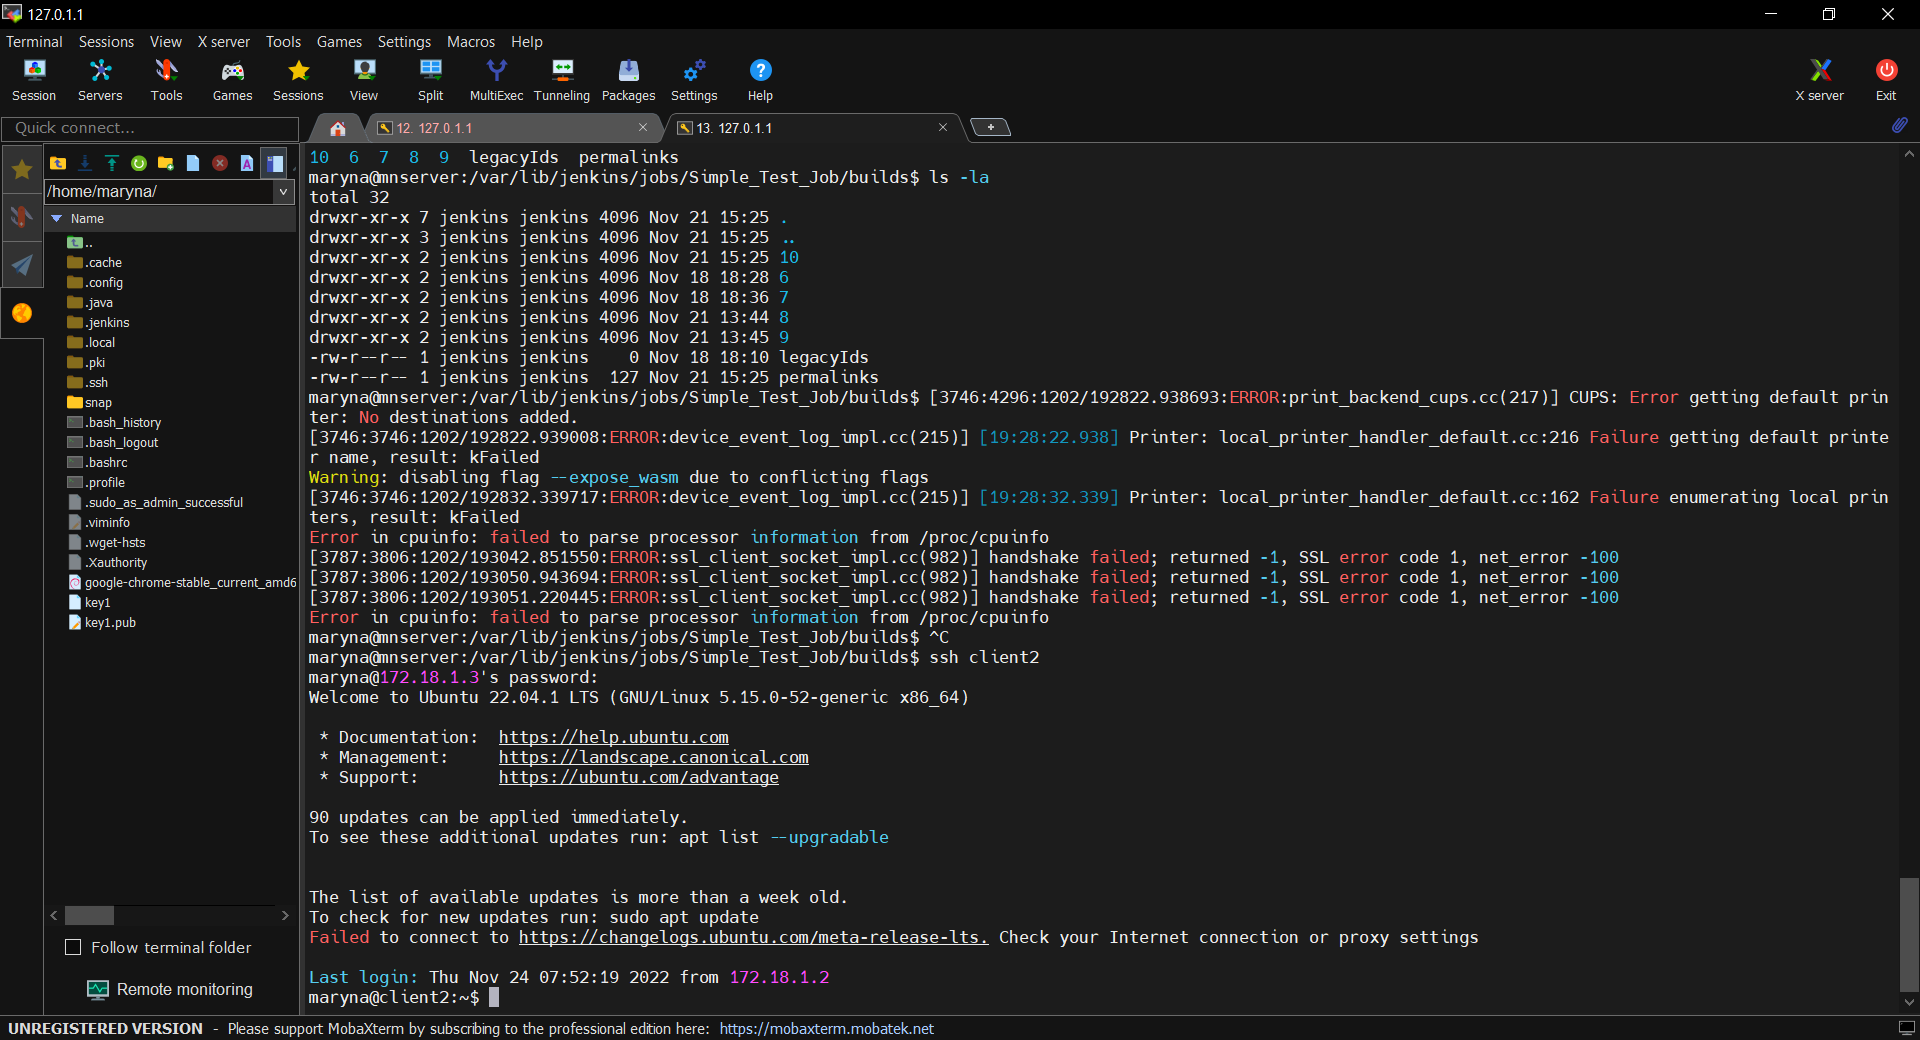 127.0.1.1
Terminal Sessions View X server Tools Games Settings Macros Help
Session Servers Tools Games Sessions View Split MultiExec Tunneling Packages Settings Help X server Exit
Quick connect...
12. 127.0.1.1
13. 127.0.1.1
/home/maryna/
Name
..
.cache
.config
.java
.jenkins
.local
.pki
.ssh
snap
.bash_history
.bash_logout
.bashrc
.profile
.sudo_as_admin_successful
.viminfo
.wget-hsts
.Xauthority
google-chrome-stable_current_amd6
key1
key1.pub
Follow terminal folder
Remote monitoring
10  6  7  8  9  legacyIds  permalinks
maryna@mnserver:/var/lib/jenkins/jobs/Simple_Test_Job/builds$ ls -la
total 32
drwxr-xr-x 7 jenkins jenkins 4096 Nov 21 15:25 .
drwxr-xr-x 3 jenkins jenkins 4096 Nov 21 15:25 ..
drwxr-xr-x 2 jenkins jenkins 4096 Nov 21 15:25 10
drwxr-xr-x 2 jenkins jenkins 4096 Nov 18 18:28 6
drwxr-xr-x 2 jenkins jenkins 4096 Nov 18 18:36 7
drwxr-xr-x 2 jenkins jenkins 4096 Nov 21 13:44 8
drwxr-xr-x 2 jenkins jenkins 4096 Nov 21 13:45 9
-rw-r--r-- 1 jenkins jenkins    0 Nov 18 18:10 legacyIds
-rw-r--r-- 1 jenkins jenkins  127 Nov 21 15:25 permalinks
maryna@mnserver:/var/lib/jenkins/jobs/Simple_Test_Job/builds$ [3746:4296:1202/192822.938693:ERROR:print_backend_cups.cc(217)] CUPS: Error getting default prin
ter: No destinations added.
[3746:3746:1202/192822.939008:ERROR:device_event_log_impl.cc(215)] [19:28:22.938] Printer: local_printer_handler_default.cc:216 Failure getting default printe
r name, result: kFailed
Warning: disabling flag --expose_wasm due to conflicting flags
[3746:3746:1202/192832.339717:ERROR:device_event_log_impl.cc(215)] [19:28:32.339] Printer: local_printer_handler_default.cc:162 Failure enumerating local prin
ters, result: kFailed
Error in cpuinfo: failed to parse processor information from /proc/cpuinfo
[3787:3806:1202/193042.851550:ERROR:ssl_client_socket_impl.cc(982)] handshake failed; returned -1, SSL error code 1, net_error -100
[3787:3806:1202/193050.943694:ERROR:ssl_client_socket_impl.cc(982)] handshake failed; returned -1, SSL error code 1, net_error -100
[3787:3806:1202/193051.220445:ERROR:ssl_client_socket_impl.cc(982)] handshake failed; returned -1, SSL error code 1, net_error -100
Error in cpuinfo: failed to parse processor information from /proc/cpuinfo
maryna@mnserver:/var/lib/jenkins/jobs/Simple_Test_Job/builds$ ^C
maryna@mnserver:/var/lib/jenkins/jobs/Simple_Test_Job/builds$ ssh client2
maryna@172.18.1.3's password:
Welcome to Ubuntu 22.04.1 LTS (GNU/Linux 5.15.0-52-generic x86_64)
* Documentation:  https://help.ubuntu.com
* Management:     https://landscape.canonical.com
* Support:        https://ubuntu.com/advantage
90 updates can be applied immediately.
To see these additional updates run: apt list --upgradable
The list of available updates is more than a week old.
To check for new updates run: sudo apt update
Failed to connect to https://changelogs.ubuntu.com/meta-release-lts. Check your Internet connection or proxy settings
Last login: Thu Nov 24 07:52:19 2022 from 172.18.1.2
maryna@client2:~$
UNREGISTERED VERSION - Please support MobaXterm by subscribing to the professional edition here: https://mobaxterm.mobatek.net